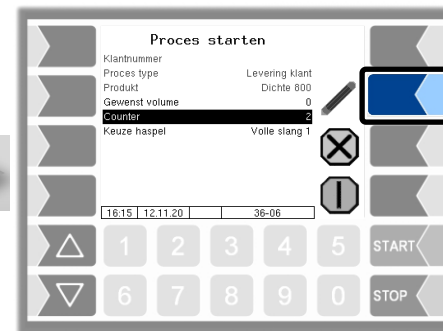 Proces starten
Klantnummer
Proces type Levering klant
Produkt Dichte 800
Gewenst volume 0
Counter 2
Keuze haspel Volle slang 1
16:15 12.11.20 36-06
1 2 3 4 5 START
6 7 8 9 0 STOP